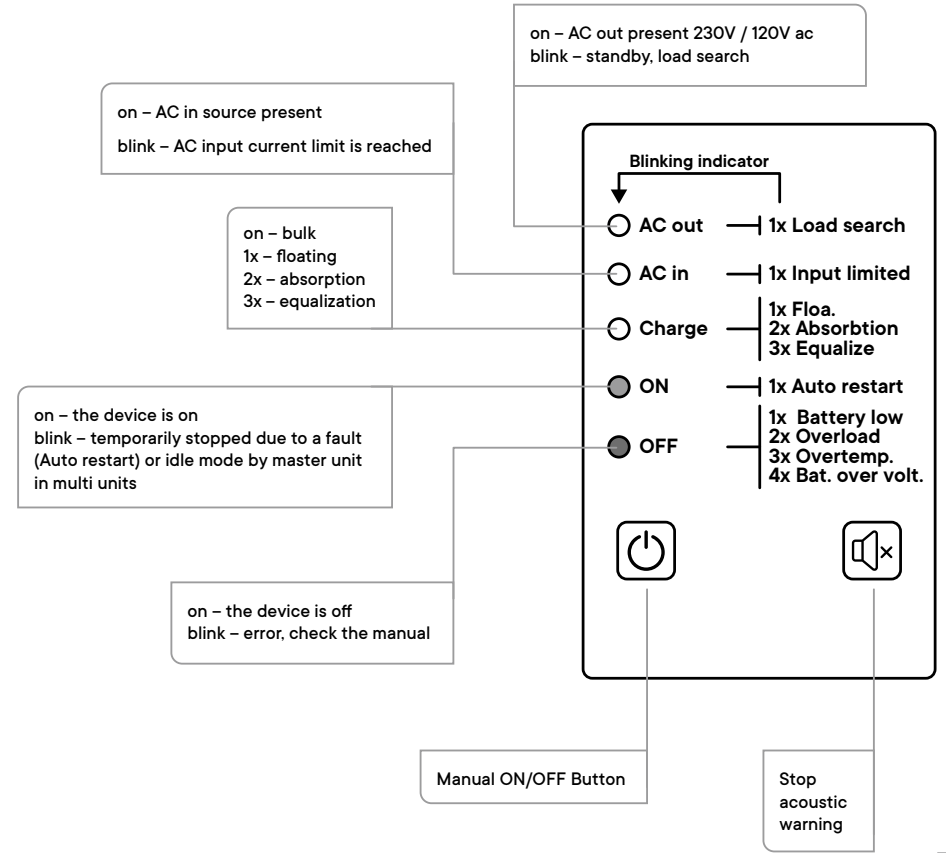 on – AC out present 230V / 120V ac
blink – standby, load search
on – AC in source present
blink – AC input current limit is reached
on – bulk
1x – floating
2x – absorption
3x – equalization
on – the device is on
blink – temporarily stopped due to a fault
(Auto restart) or idle mode by master unit
in multi units
on – the device is off
blink – error, check the manual
Blinking indicator
AC out
1x Load search
AC in
1x Input limited
Charge
1x Floa.
2x Absorbtion
3x Equalize
ON
1x Auto restart
OFF
1x Battery low
2x Overload
3x Overtemp.
4x Bat. over volt.
Manual ON/OFF Button
Stop
acoustic
warning